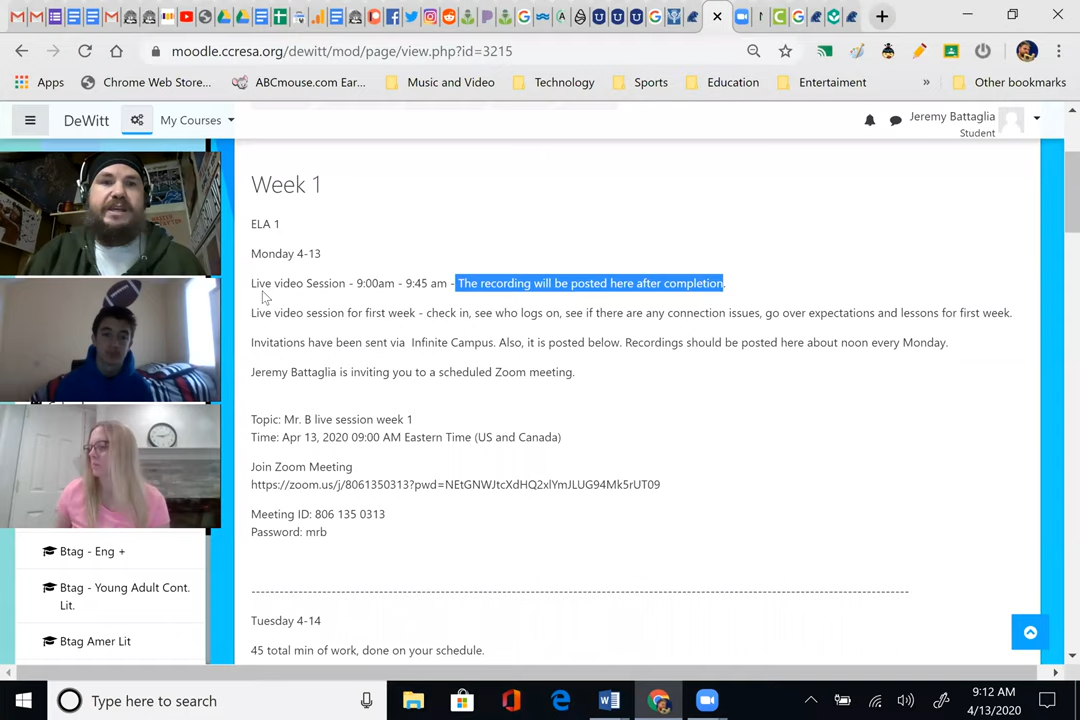 moodle.ccresa.org/dewitt/mod/page/view.php?id=3215
Apps Chrome Web Store... ABCmouse.com Ear... Music and Video Technology Sports Education Entertaiment » Other bookmarks
DeWitt My Courses Jeremy Battaglia
Student
Week 1
ELA 1
Monday 4-13
Live video Session - 9:00am - 9:45 am - The recording will be posted here after completion.
Live video session for first week - check in, see who logs on, see if there are any connection issues, go over expectations and lessons for first week.
Invitations have been sent via Infinite Campus. Also, it is posted below. Recordings should be posted here about noon every Monday.
Jeremy Battaglia is inviting you to a scheduled Zoom meeting.
Topic: Mr. B live session week 1
Time: Apr 13, 2020 09:00 AM Eastern Time (US and Canada)
Join Zoom Meeting
https://zoom.us/j/8061350313?pwd=NEtGNWJtcXdHQ2xlYmJLUG94Mk5rUT09
Meeting ID: 806 135 0313
Password: mrb
Btag - Eng +
Btag - Young Adult Cont.
Lit.
Btag Amer Lit
Tuesday 4-14
45 total min of work, done on your schedule.
Type here to search
9:12 AM
4/13/2020